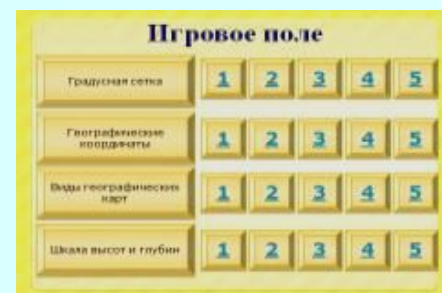 Игровое поле
Градусная сетка 1 2 3 4 5
Географические
координаты 1 2 3 4 5
Виды географических
карт 1 2 3 4 5
Шкала высот и глубин 1 2 3 4 5